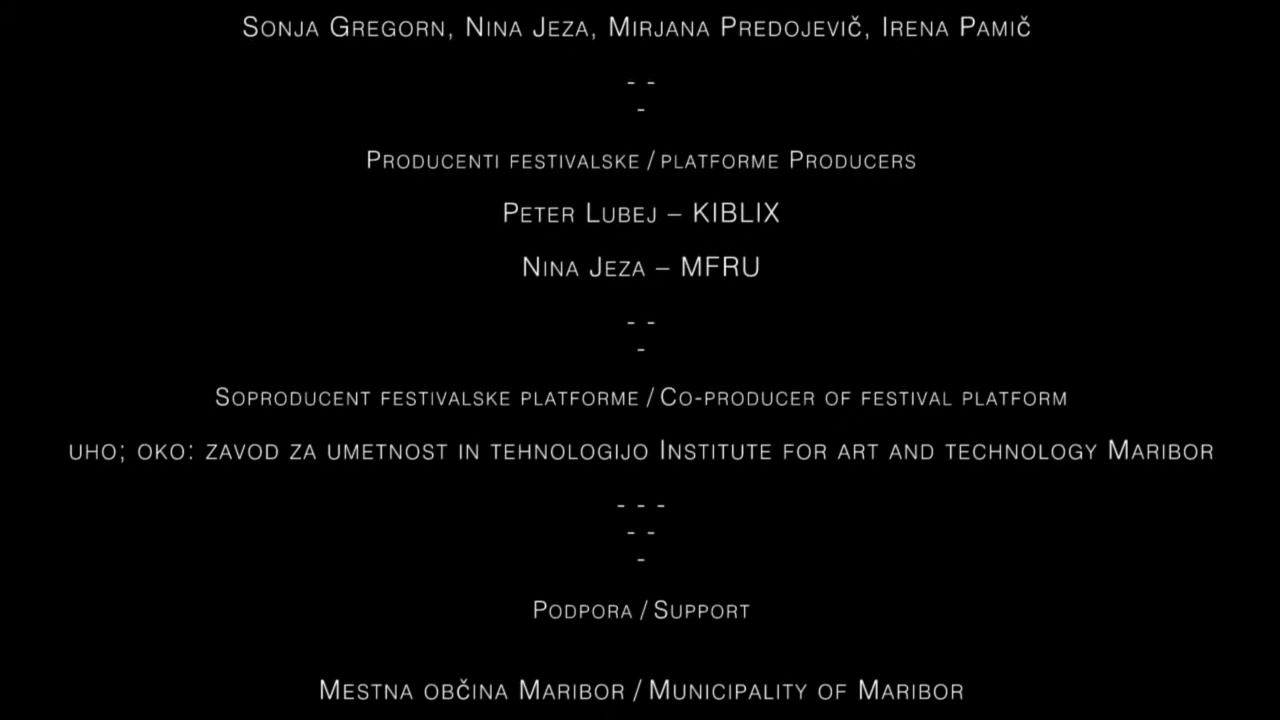 Sonja Gregorn, Nina Jeza, Mirjana Predojevič, Irena Pamič
- -
-
Producenti festivalske / platforme Producers
Peter Lubej – KIBLIX
Nina Jeza – MFRU
- -
-
Soproducent festivalske platforme / Co-producer of festival platform
uho; oko: zavod za umetnost in tehnologijo Institute for art and technology Maribor
- - -
- -
-
Podpora / Support
Mestna občina Maribor / Municipality of Maribor